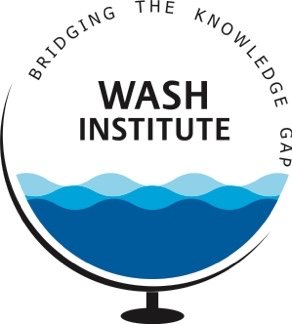 BRIDGING THE KNOWLEDGE GAP
WASH
INSTITUTE